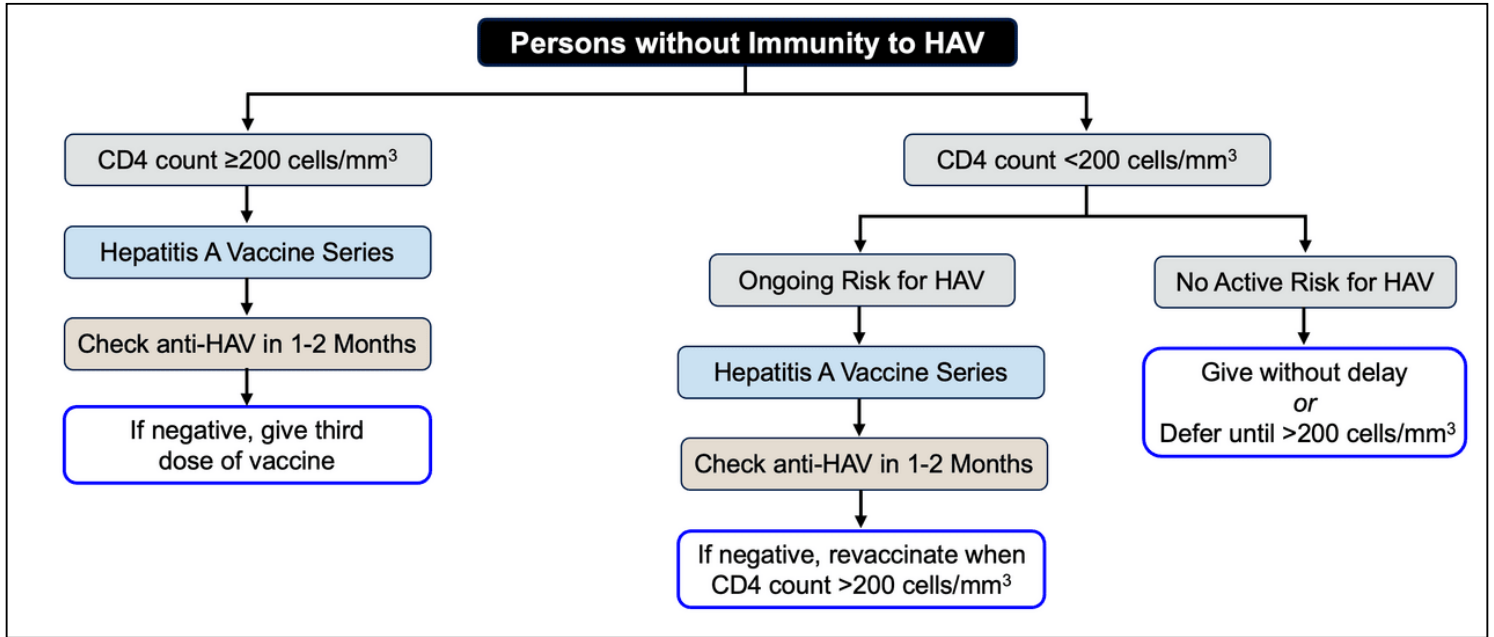 Persons without Immunity to HAV
CD4 count ≥200 cells/mm³
Hepatitis A Vaccine Series
Check anti-HAV in 1-2 Months
If negative, give third
dose of vaccine
CD4 count <200 cells/mm³
Ongoing Risk for HAV
Hepatitis A Vaccine Series
Check anti-HAV in 1-2 Months
If negative, revaccinate when
CD4 count >200 cells/mm³
No Active Risk for HAV
Give without delay
or
Defer until >200 cells/mm³